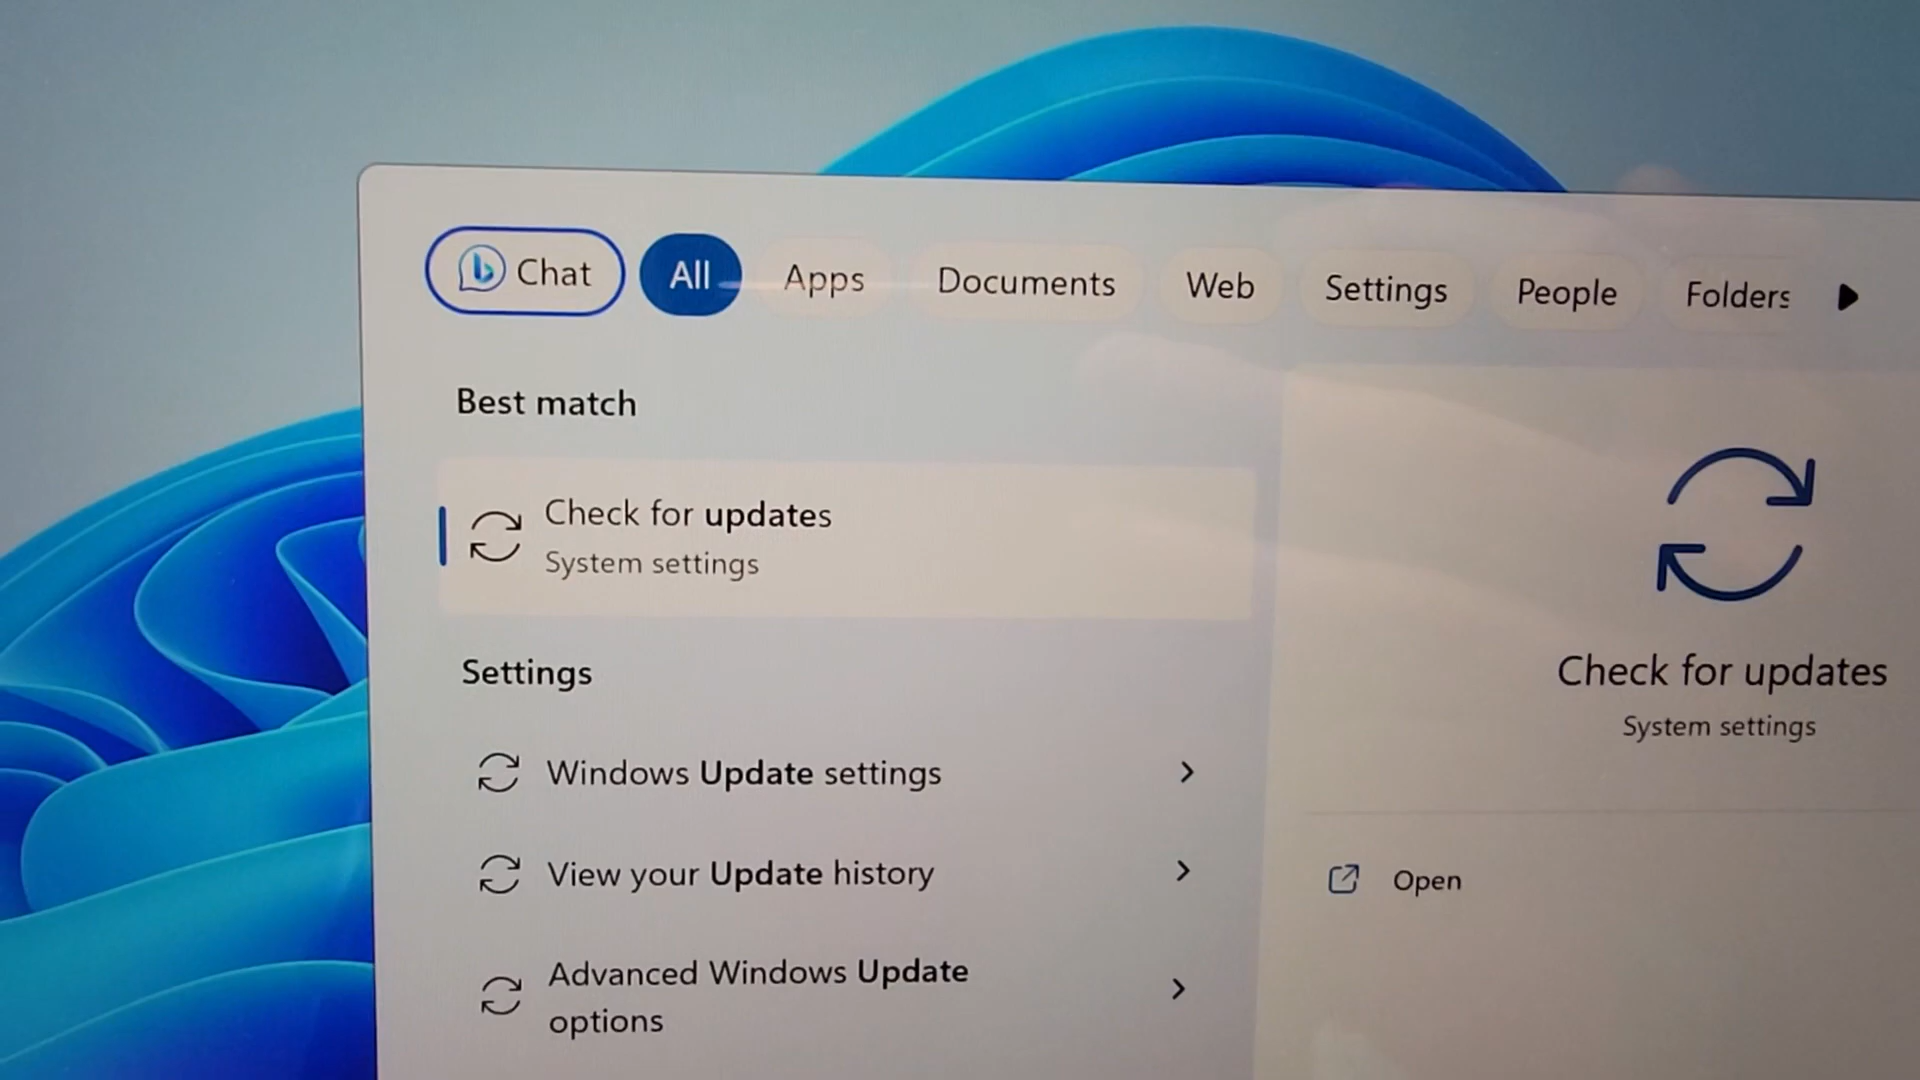 Chat All Apps Documents Web Settings People Folders
Best match
Check for updates
System settings
Settings
Windows Update settings
View your Update history
Advanced Windows Update
options
Check for updates
System settings
Open